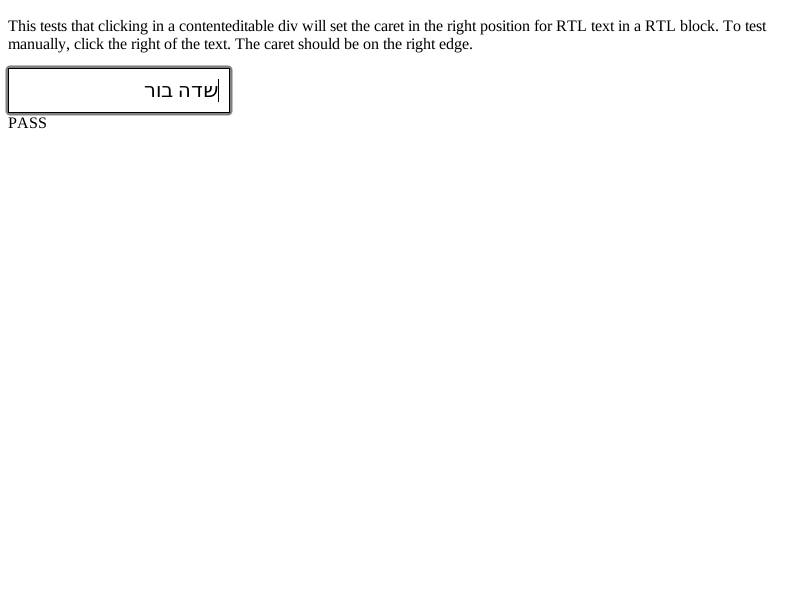 This tests that clicking in a contenteditable div will set the caret in the right position for RTL text in a RTL block. To test
manually, click the right of the text. The caret should be on the right edge.
שדה בור
PASS